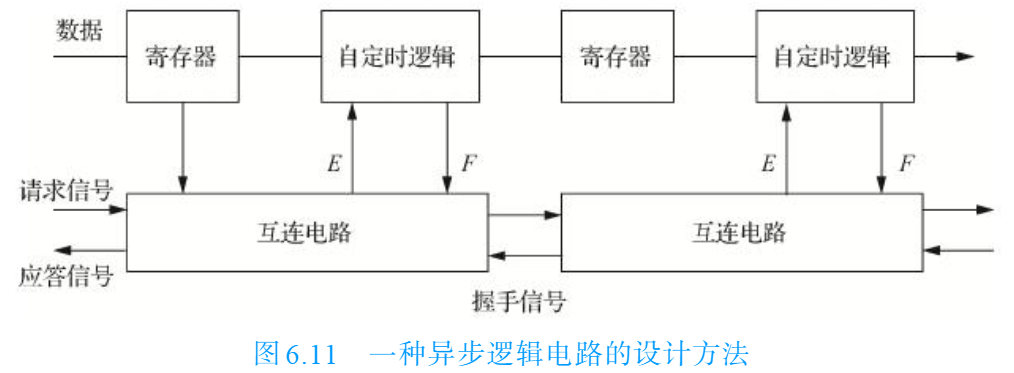 数据
寄存器
自定时逻辑
寄存器
自定时逻辑
E
F
E
F
请求信号
互连电路
互连电路
应答信号
握手信号
图6.11 一种异步逻辑电路的设计方法